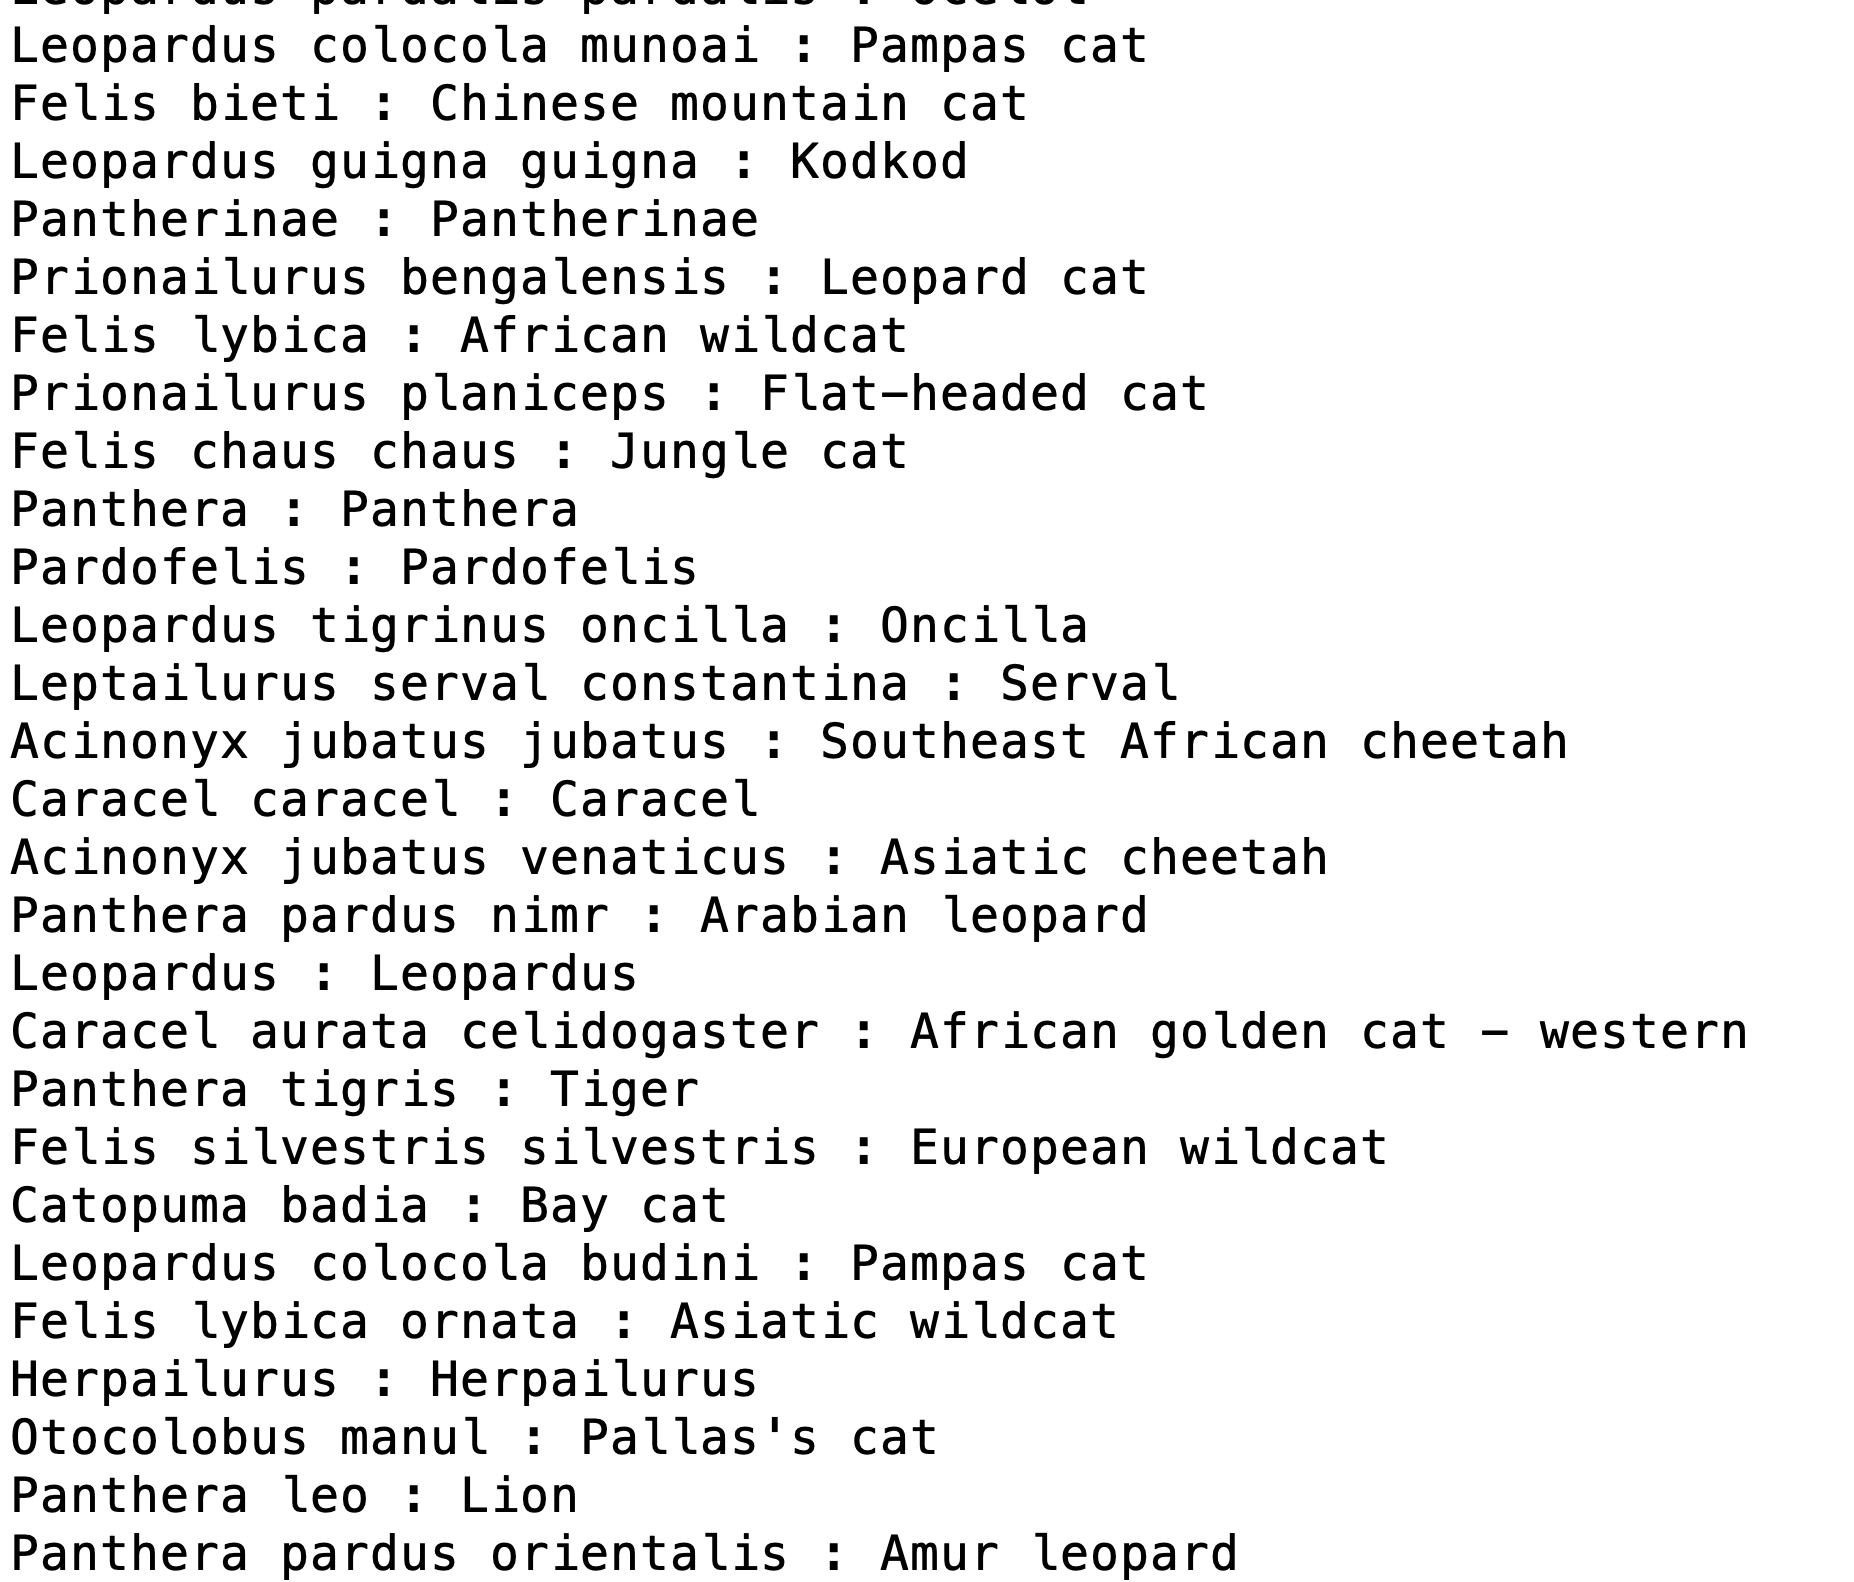 Leopardus pardalis pardalis : Ocelot
Leopardus colocola munoai : Pampas cat
Felis bieti : Chinese mountain cat
Leopardus guigna guigna : Kodkod
Pantherinae : Pantherinae
Prionailurus bengalensis : Leopard cat
Felis lybica : African wildcat
Prionailurus planiceps : Flat-headed cat
Felis chaus chaus : Jungle cat
Panthera : Panthera
Pardofelis : Pardofelis
Leopardus tigrinus oncilla : Oncilla
Leptailurus serval constantina : Serval
Acinonyx jubatus jubatus : Southeast African cheetah
Caracel caracel : Caracel
Acinonyx jubatus venaticus : Asiatic cheetah
Panthera pardus nimr : Arabian leopard
Leopardus : Leopardus
Caracel aurata celidogaster : African golden cat - western
Panthera tigris : Tiger
Felis silvestris silvestris : European wildcat
Catopuma badia : Bay cat
Leopardus colocola budini : Pampas cat
Felis lybica ornata : Asiatic wildcat
Herpailurus : Herpailurus
Otocolobus manul : Pallas's cat
Panthera leo : Lion
Panthera pardus orientalis : Amur leopard